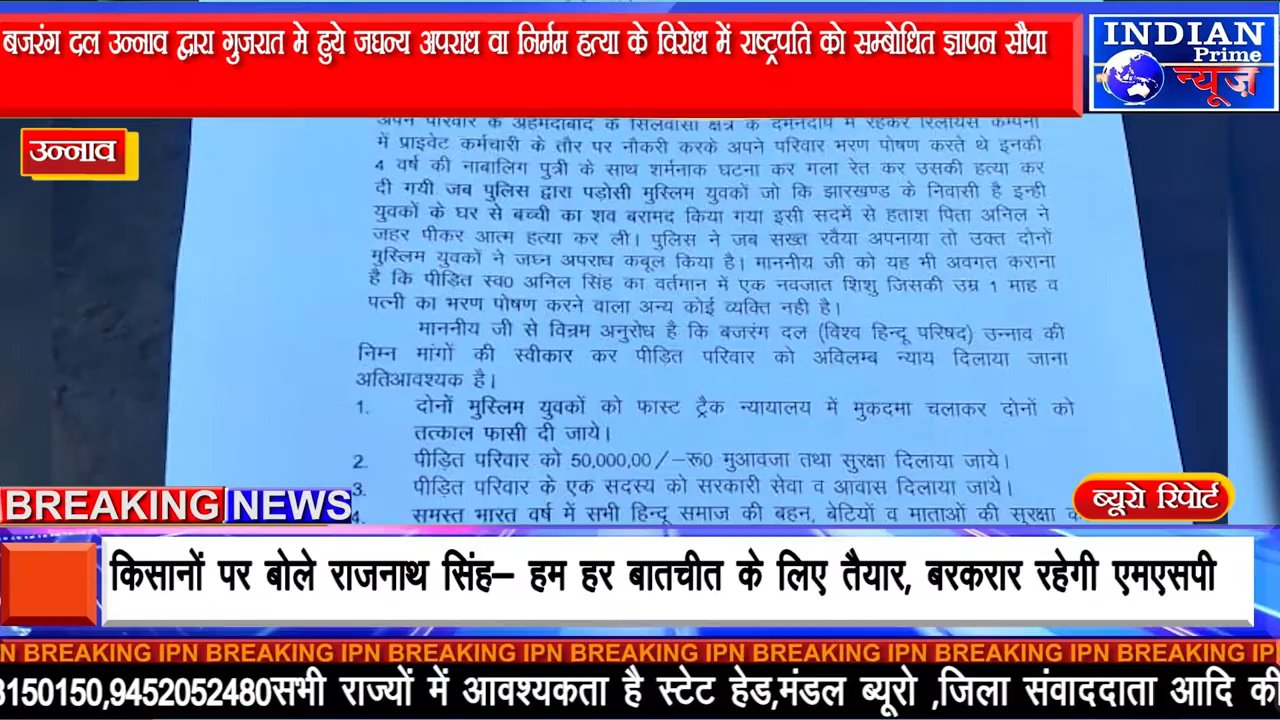 बजरंग दल उन्नाव द्वारा गुजरात मे हुये जघन्य अपराध वा निर्मम हत्या के विरोध में राष्ट्रपति को सम्बोधित ज्ञापन सौपा
INDIAN
Prime
न्यूज़
उन्नाव
अपने परिवार के अहमदाबाद के सिलवासा क्षेत्र के दमनदीप में रहकर रिलायंस कम्पनी
में प्राइवेट कर्मचारी के तौर पर नौकरी करके अपने परिवार भरण पोषण करते थे इनकी
4 वर्ष की नाबालिग पुत्री के साथ शर्मनाक घटना कर गला रेत कर उसकी हत्या कर
दी गयी जब पुलिस द्वारा पड़ोसी मुस्लिम युवकों जो कि झारखण्ड के निवासी है इन्ही
युवकों के घर से बच्ची का शव बरामद किया गया इसी सदमें से हताश पिता अनिल ने
जहर पीकर आत्म हत्या कर ली। पुलिस ने जब सख्त रवैया अपनाया तो उक्त दोनों
मुस्लिम युवकों ने जघ्न अपराध कबूल किया है। माननीय जी को यह भी अवगत कराना
है कि पीड़ित स्व0 अनिल सिंह का वर्तमान में एक नवजात शिशु जिसकी उम्र 1 माह व
पत्नी का भरण पोषण करने वाला अन्य कोई व्यक्ति नही है।
माननीय जी से विनम्र अनुरोध है कि बजरंग दल (विश्व हिन्दू परिषद) उन्नाव की
निम्न मांगों की स्वीकार कर पीड़ित परिवार को अविलम्ब न्याय दिलाया जाना
अतिआवश्यक है।
1. दोनों मुस्लिम युवकों को फास्ट ट्रैक न्यायालय में मुकदमा चलाकर दोनों को
तत्काल फासी दी जाये।
2. पीड़ित परिवार को 50,000,00/-रू0 मुआवजा तथा सुरक्षा दिलाया जाये।
3. पीड़ित परिवार के एक सदस्य को सरकारी सेवा व आवास दिलाया जाये।
4. समस्त भारत वर्ष में सभी हिन्दू समाज की बहन, बेटियों व माताओं की सुरक्षा
BREAKING NEWS
ब्यूरो रिपोर्ट
किसानों पर बोले राजनाथ सिंह– हम हर बातचीत के लिए तैयार, बरकरार रहेगी एमएसपी
N BREAKING IPN BREAKING IPN BREAKING IPN BREAKING IPN BREAKING IPN BREAKING IPN BREAKING IP
3150150,9452052480सभी राज्यों में आवश्यकता है स्टेट हेड,मंडल ब्यूरो ,जिला संवाददाता आदि की